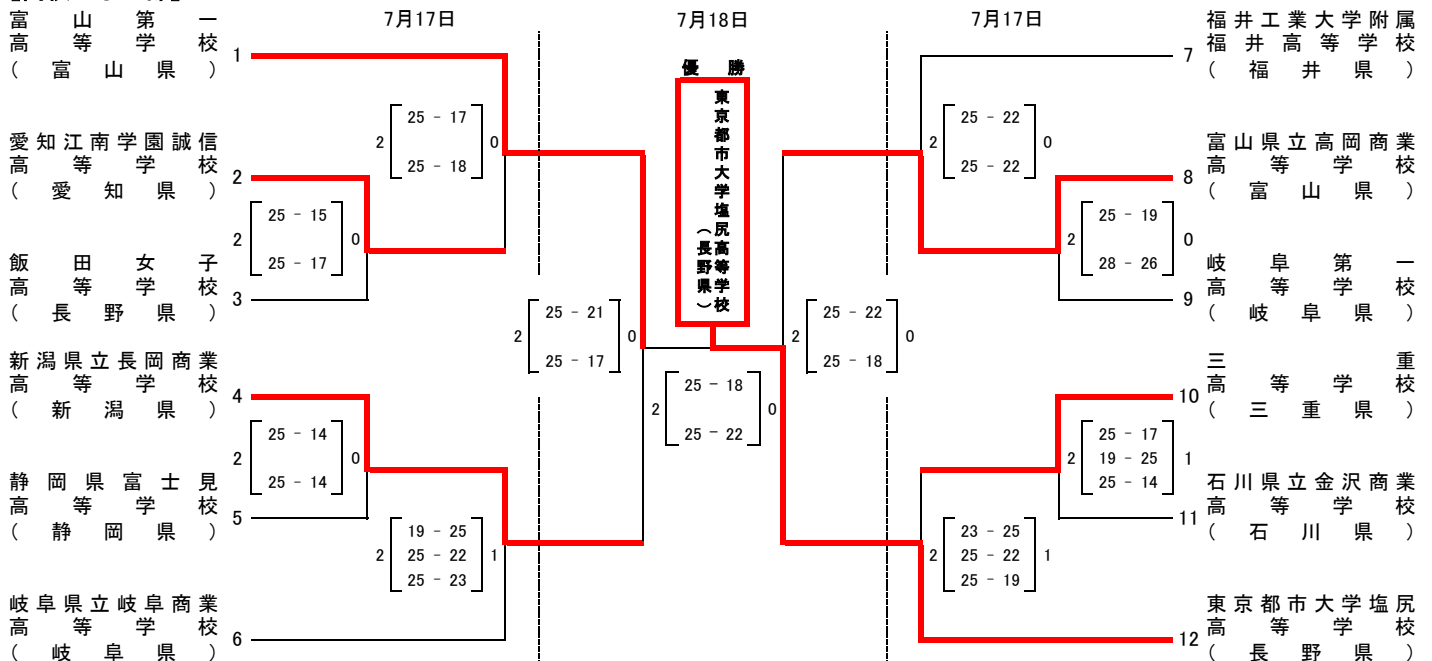 7月17日
7月18日
7月17日
富山第一
高等学校
(富山県)
1
愛知江南学園誠信
高等学校
(愛知県)
2
飯田女子
高等学校
(長野県)
3
新潟県立長岡商業
高等学校
(新潟県)
4
静岡県富士見
高等学校
(静岡県)
5
岐阜県立岐阜商業
高等学校
(岐阜県)
6
2
25 - 17
25 - 18
0
2
25 - 15
25 - 17
0
2
25 - 14
25 - 14
0
2
19 - 25
25 - 22
25 - 23
1
2
25 - 21
25 - 17
0
優勝
東京都市大学塩尻高等学校
(長野県)
2
25 - 18
25 - 22
0
2
25 - 22
25 - 18
0
2
25 - 22
25 - 22
0
2
25 - 19
28 - 26
0
2
25 - 17
19 - 25
25 - 14
1
2
23 - 25
25 - 22
25 - 19
1
福井工業大学附属
福井高等学校
(福井県)
7
富山県立高岡商業
高等学校
(富山県)
8
岐阜第一
高等学校
(岐阜県)
9
三重
高等学校
(三重県)
10
石川県立金沢商業
高等学校
(石川県)
11
東京都市大学塩尻
高等学校
(長野県)
12